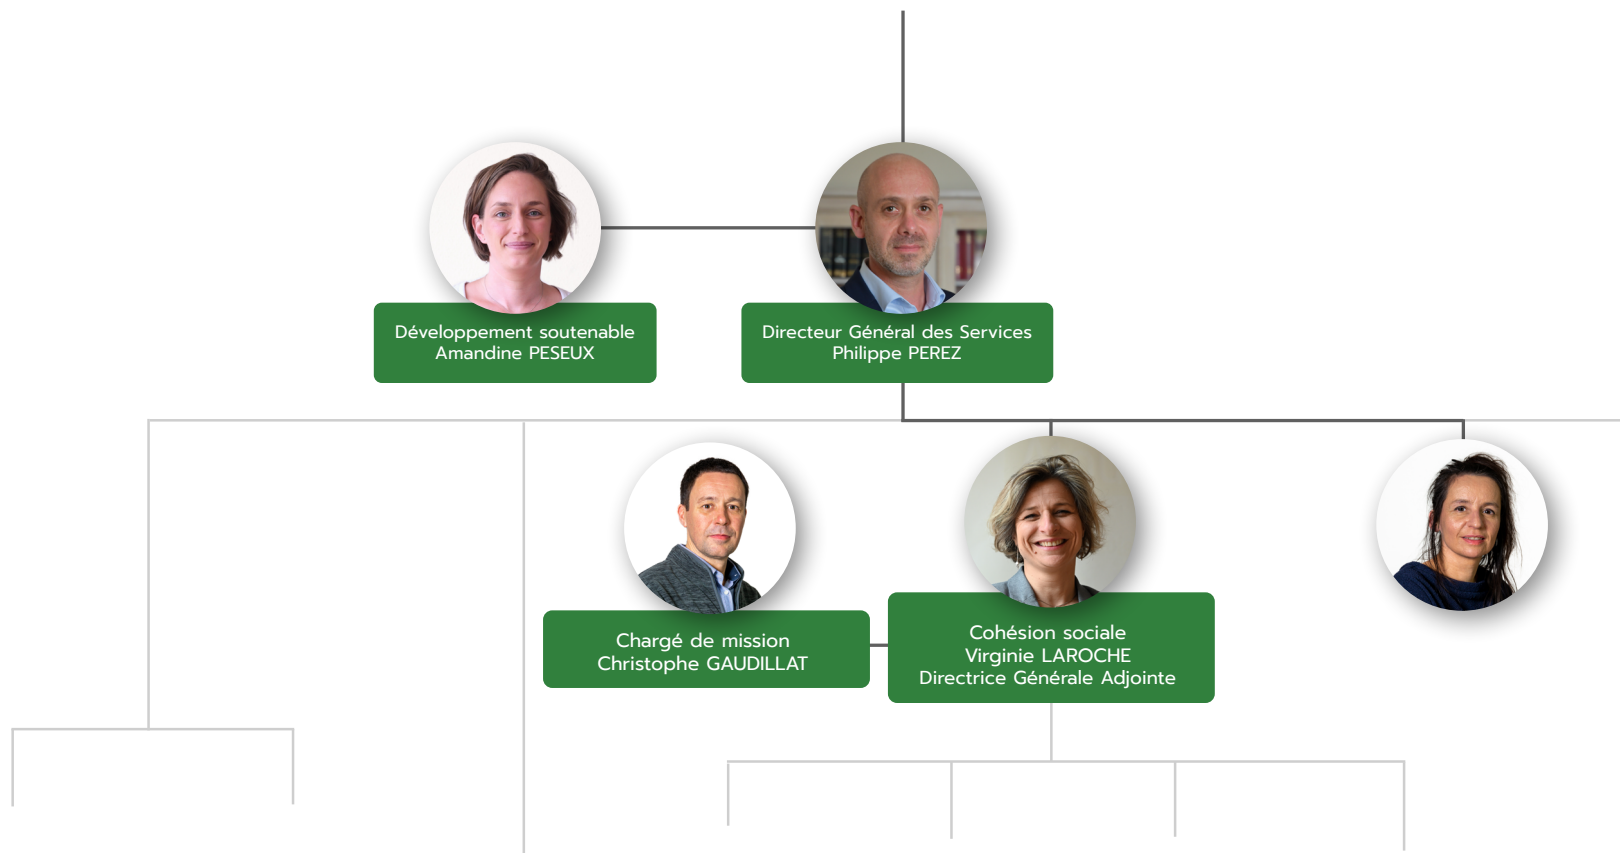 Développement soutenable
Amandine PESEUX
Directeur Général des Services
Philippe PEREZ
Chargé de mission
Christophe GAUDILLAT
Cohésion sociale
Virginie LAROCHE
Directrice Générale Adjointe